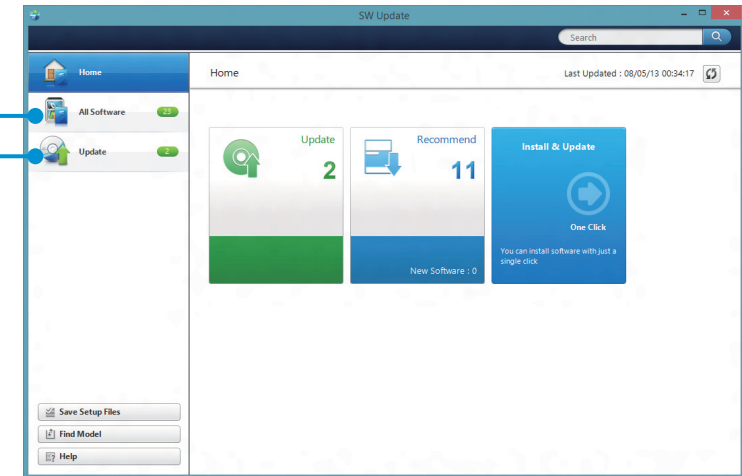 SW Update
Search
Home
Home
Last Updated : 08/05/13 00:34:17
All Software
23
Update
2
Update
2
Recommend
11
New Software : 0
Install & Update
One Click
You can install software with just a
single click
Save Setup Files
Find Model
Help